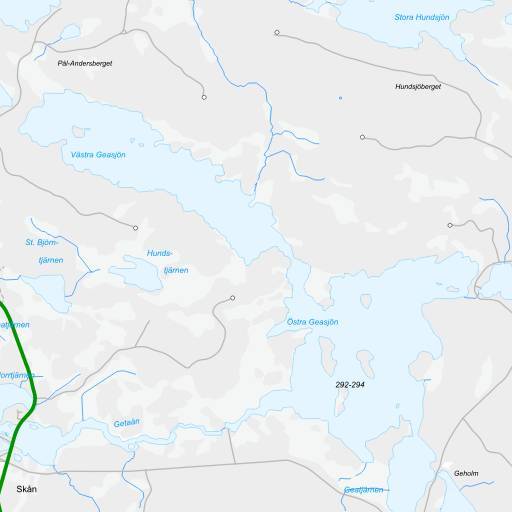 Stora Hundsjön
Pål-Andersberget
Hundsjöberget
Västra Geasjön
St. Björn-
tjärnen
Hunds-
tjärnen
Östra Geasjön
292-294
Getaån
Geholm
Skån
Geatjärnen